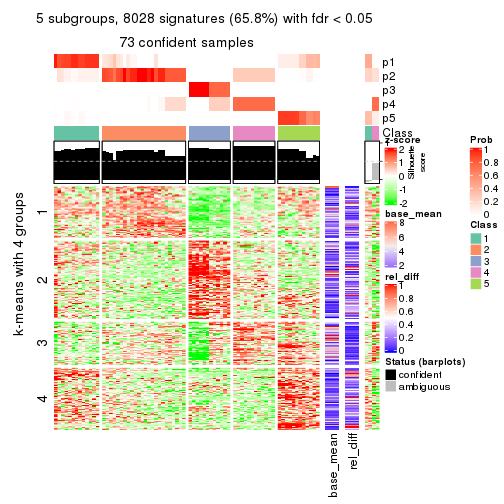 5 subgroups, 8028 signatures (65.8%) with fdr < 0.05
73 confident samples
p1
p2
p3
p4
p5
Class
Silhouette
score
k-means with 4 groups
1
2
3
4
base_mean
rel_diff
z-score
2
1
0
-1
-2
base_mean
8
6
4
2
rel_diff
1
0.8
0.6
0.4
0.2
0
Status (barplots)
confident
ambiguous
Prob
1
0.8
0.6
0.4
0.2
0
Class
1
2
3
4
5